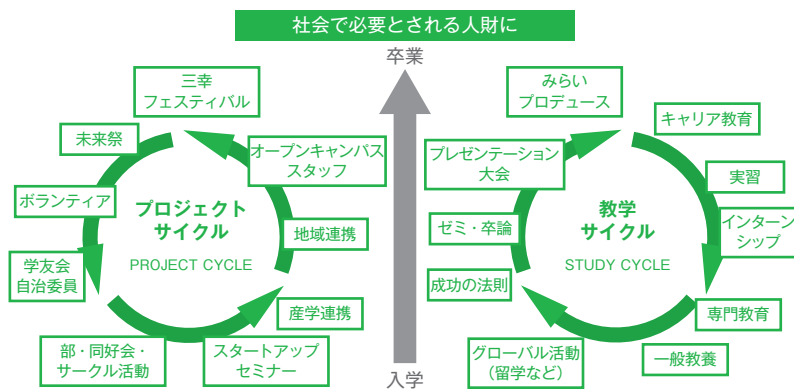 社会で必要とされる人財に
卒業
三幸
フェスティバル
未来祭
オープンキャンパス
スタッフ
ボランティア
プロジェクト
サイクル
PROJECT CYCLE
地域連携
学友会
自治委員
産学連携
部・同好会・
サークル活動
スタートアップ
セミナー
入学
みらい
プロデュース
キャリア教育
プレゼンテーション
大会
実習
教学
サイクル
STUDY CYCLE
ゼミ・卒論
インターン
シップ
成功の法則
専門教育
グローバル活動
(留学など)
一般教養